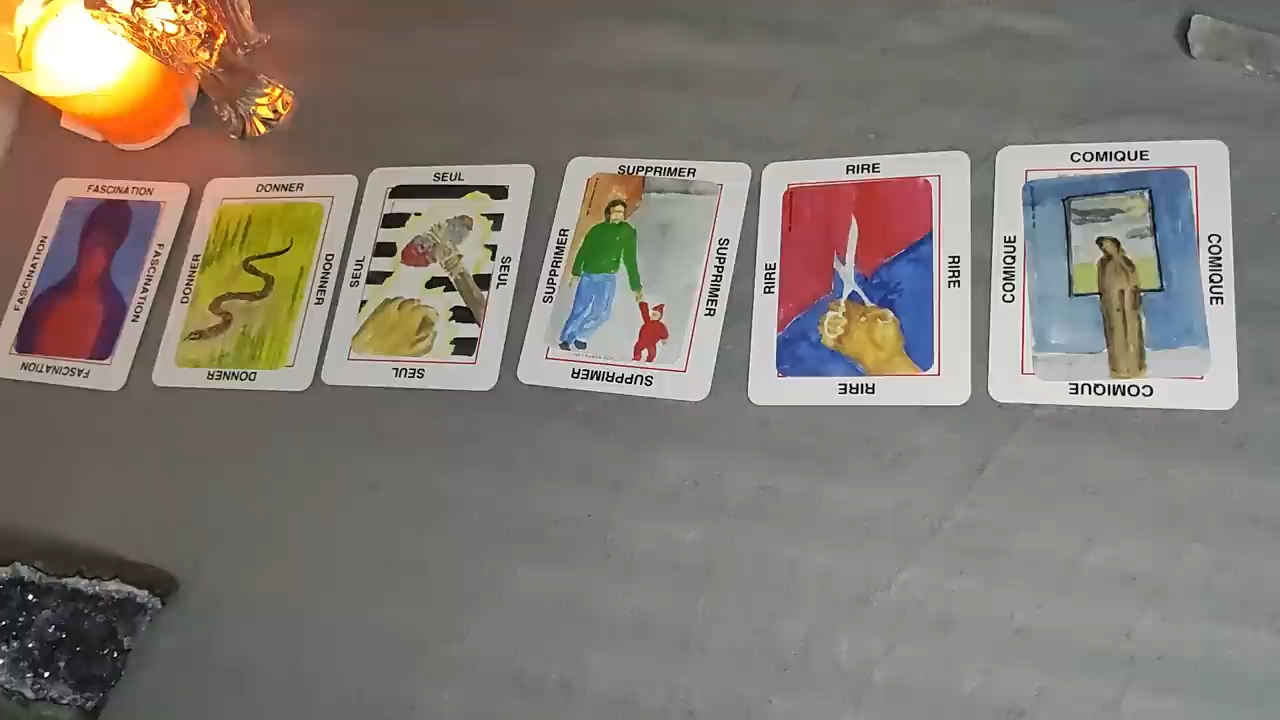 FASCINATION
FASCINATION
FASCINATION
FASCINATION
DONNER
DONNER
DONNER
DONNER
SEUL
SEUL
SEUL
SEUL
SUPPRIMER
SUPPRIMER
SUPPRIMER
SUPPRIMER
RIRE
RIRE
RIRE
RIRE
COMIQUE
COMIQUE
COMIQUE
COMIQUE